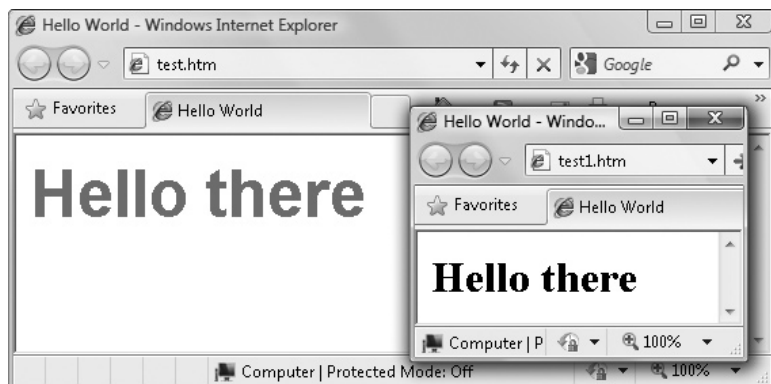 Hello World - Windows Internet Explorer
test.htm
Google
Favorites
Hello World
Hello there
Computer | Protected Mode: Off
100%
Hello World - Windo...
test1.htm
Favorites
Hello World
Hello there
Computer | P
100%